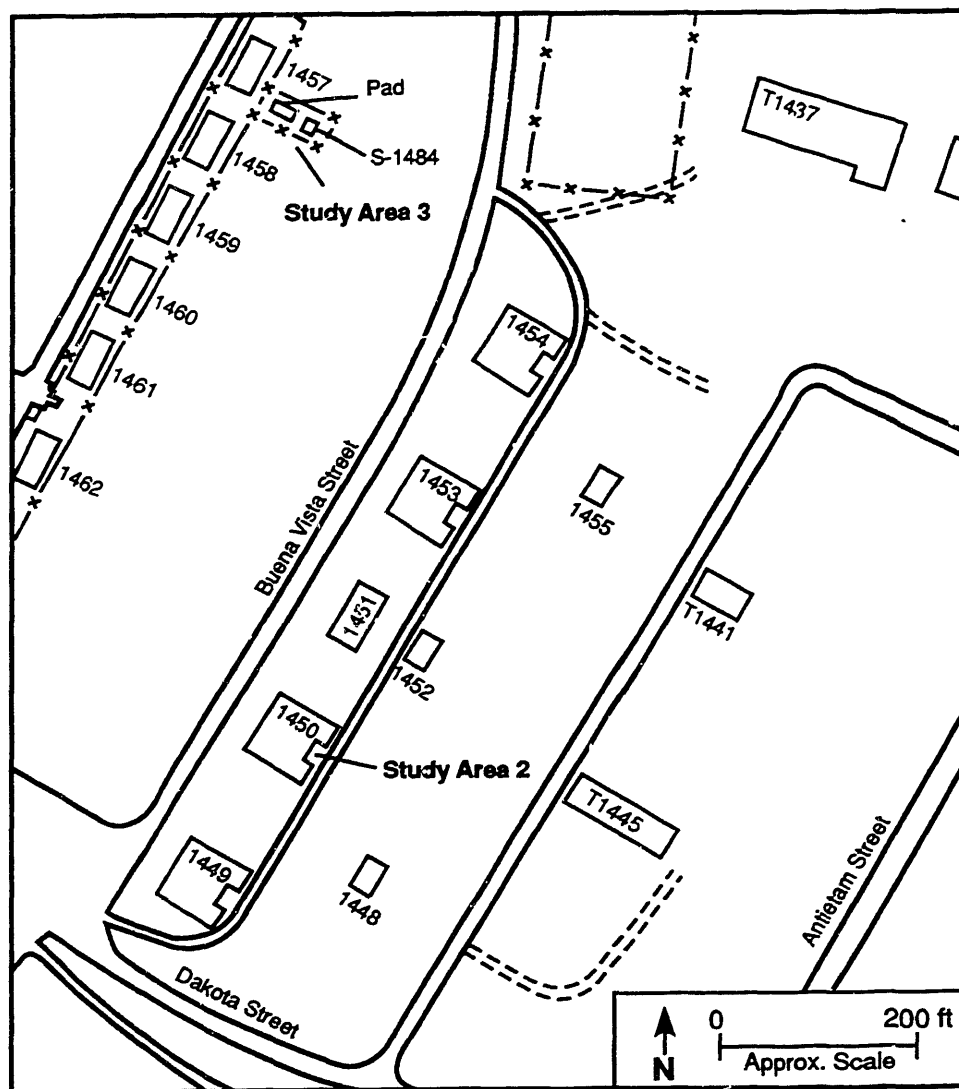 1457
Pad
T1437
1458
S-1484
Study Area 3
1459
1460
1454
1461
1462
1453
1455
Buena Vista Street
1451
T1441
1452
1450
Study Area 2
T1445
1449
1448
Antietam Street
Dakota Street
0 200 ft
N
Approx. Scale